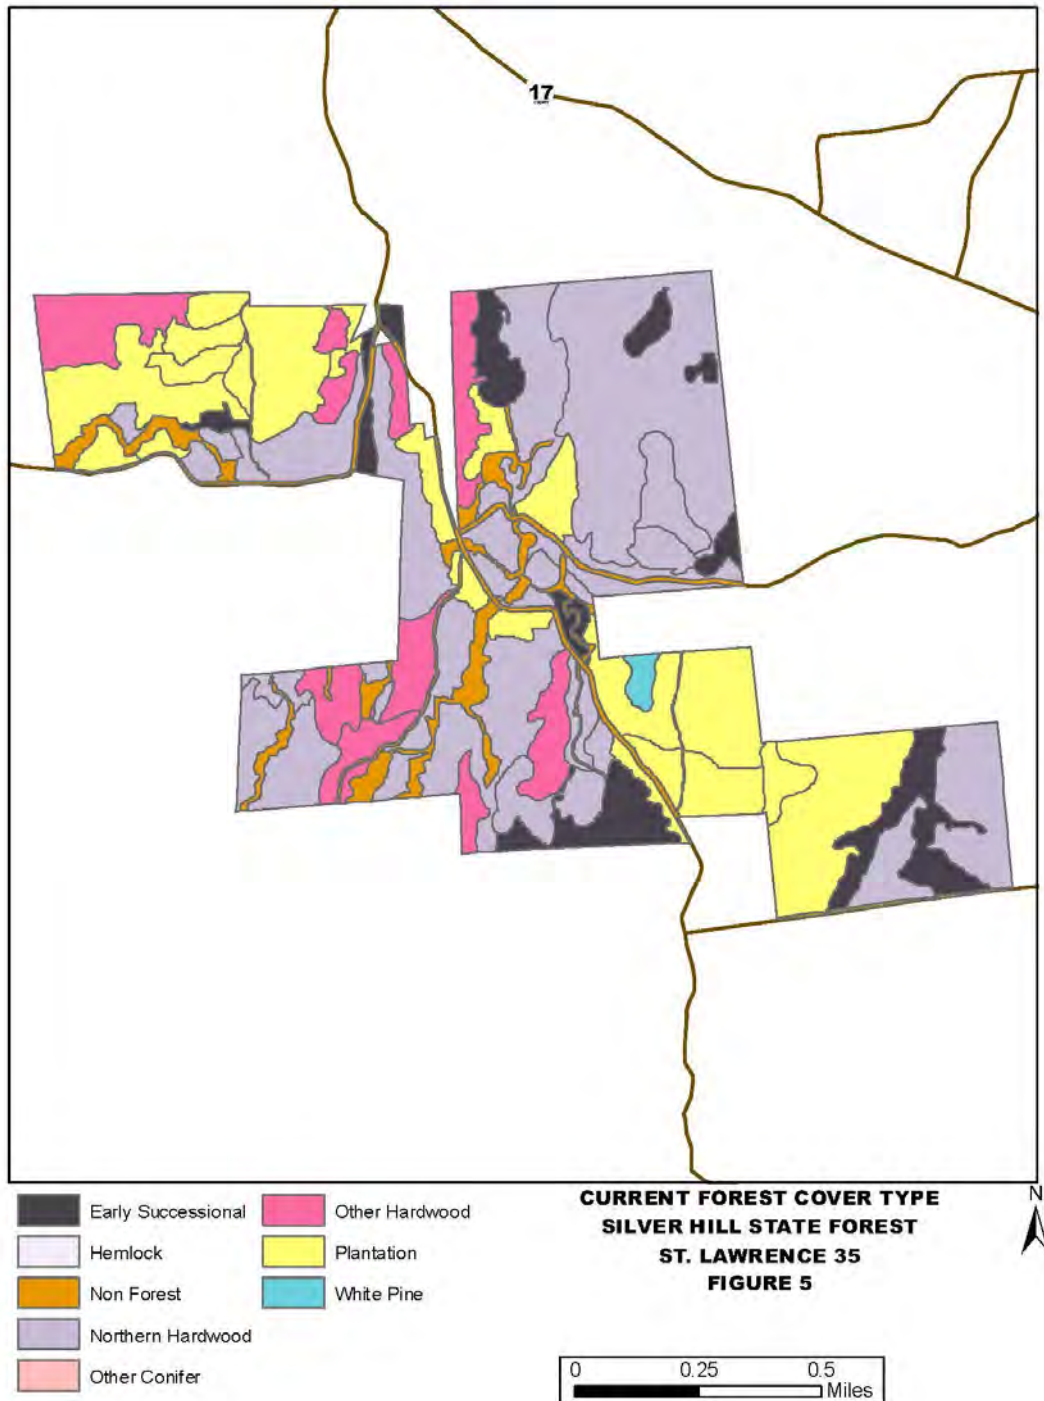 17
Early Successional
Hemlock
Non Forest
Northern Hardwood
Other Conifer
Other Hardwood
Plantation
White Pine
CURRENT FOREST COVER TYPE
SILVER HILL STATE FOREST
ST. LAWRENCE 35
FIGURE 5
N
0 0.25 0.5
Miles